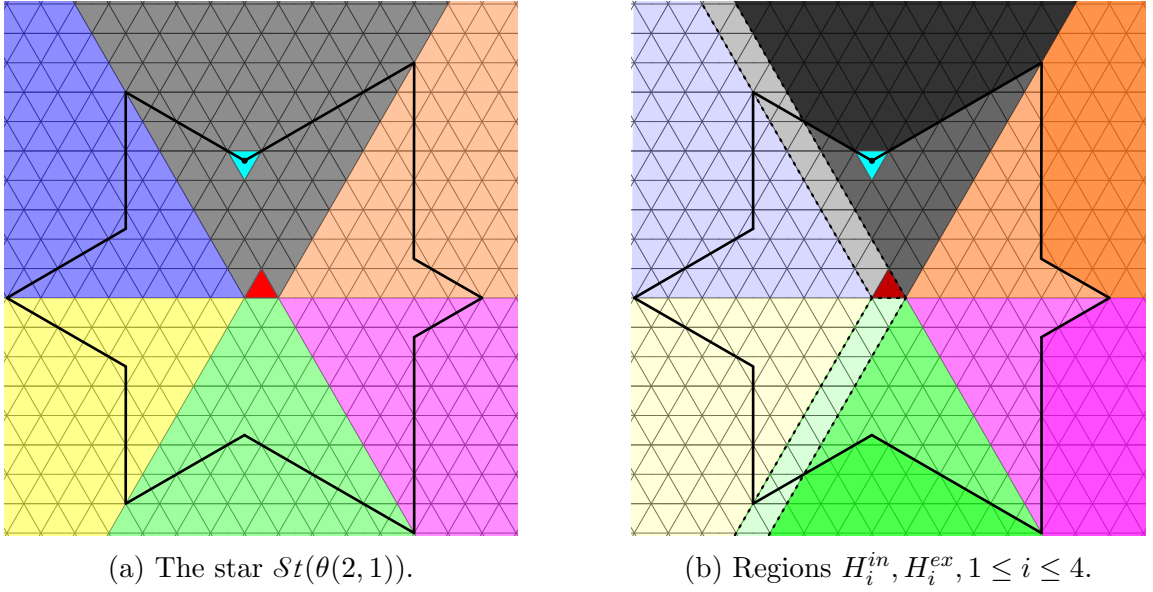 (a) The star 𝒮t(θ(2, 1)).
(b) Regions H_i^{in}, H_i^{ex}, 1 ≤ i ≤ 4.